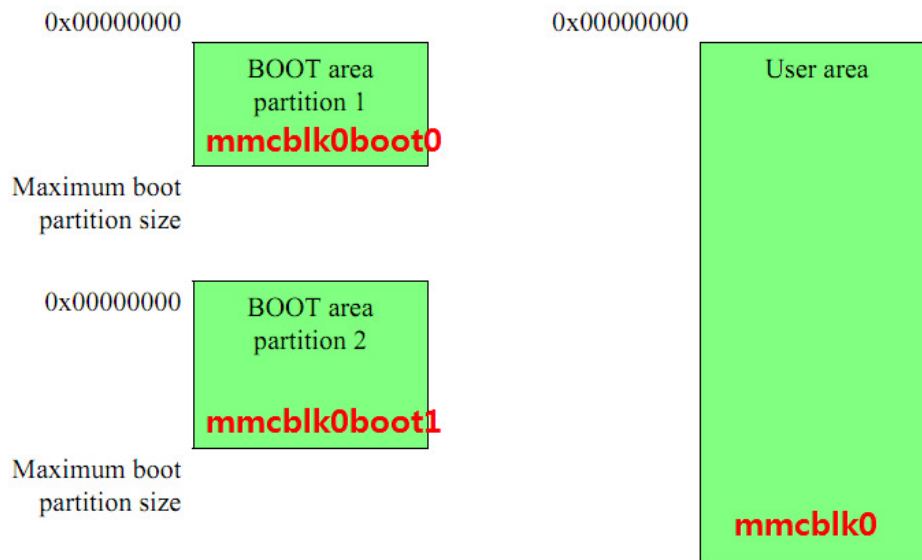 0x00000000
BOOT area
partition 1
mmcblk0boot0
Maximum boot
partition size
0x00000000
BOOT area
partition 2
mmcblk0boot1
Maximum boot
partition size
0x00000000
User area
mmcblk0